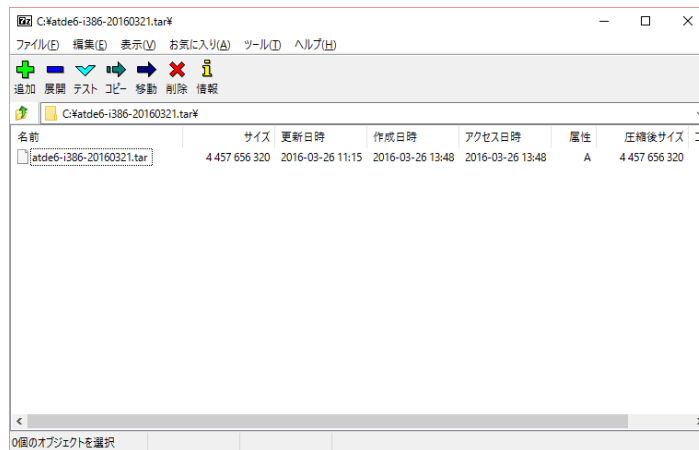 C:¥atde6-i386-20160321.tar¥
ファイル(F) 編集(E) 表示(V) お気に入り(A) ツール(T) ヘルプ(H)
追加 展開 テスト コピー 移動 削除 情報
C:¥atde6-i386-20160321.tar¥
名前 サイズ 更新日時 作成日時 アクセス日時 属性 圧縮後サイズ
atde6-i386-20160321.tar 4 457 656 320 2016-03-26 11:15 2016-03-26 13:48 2016-03-26 13:48 A 4 457 656 320
0個のオブジェクトを選択